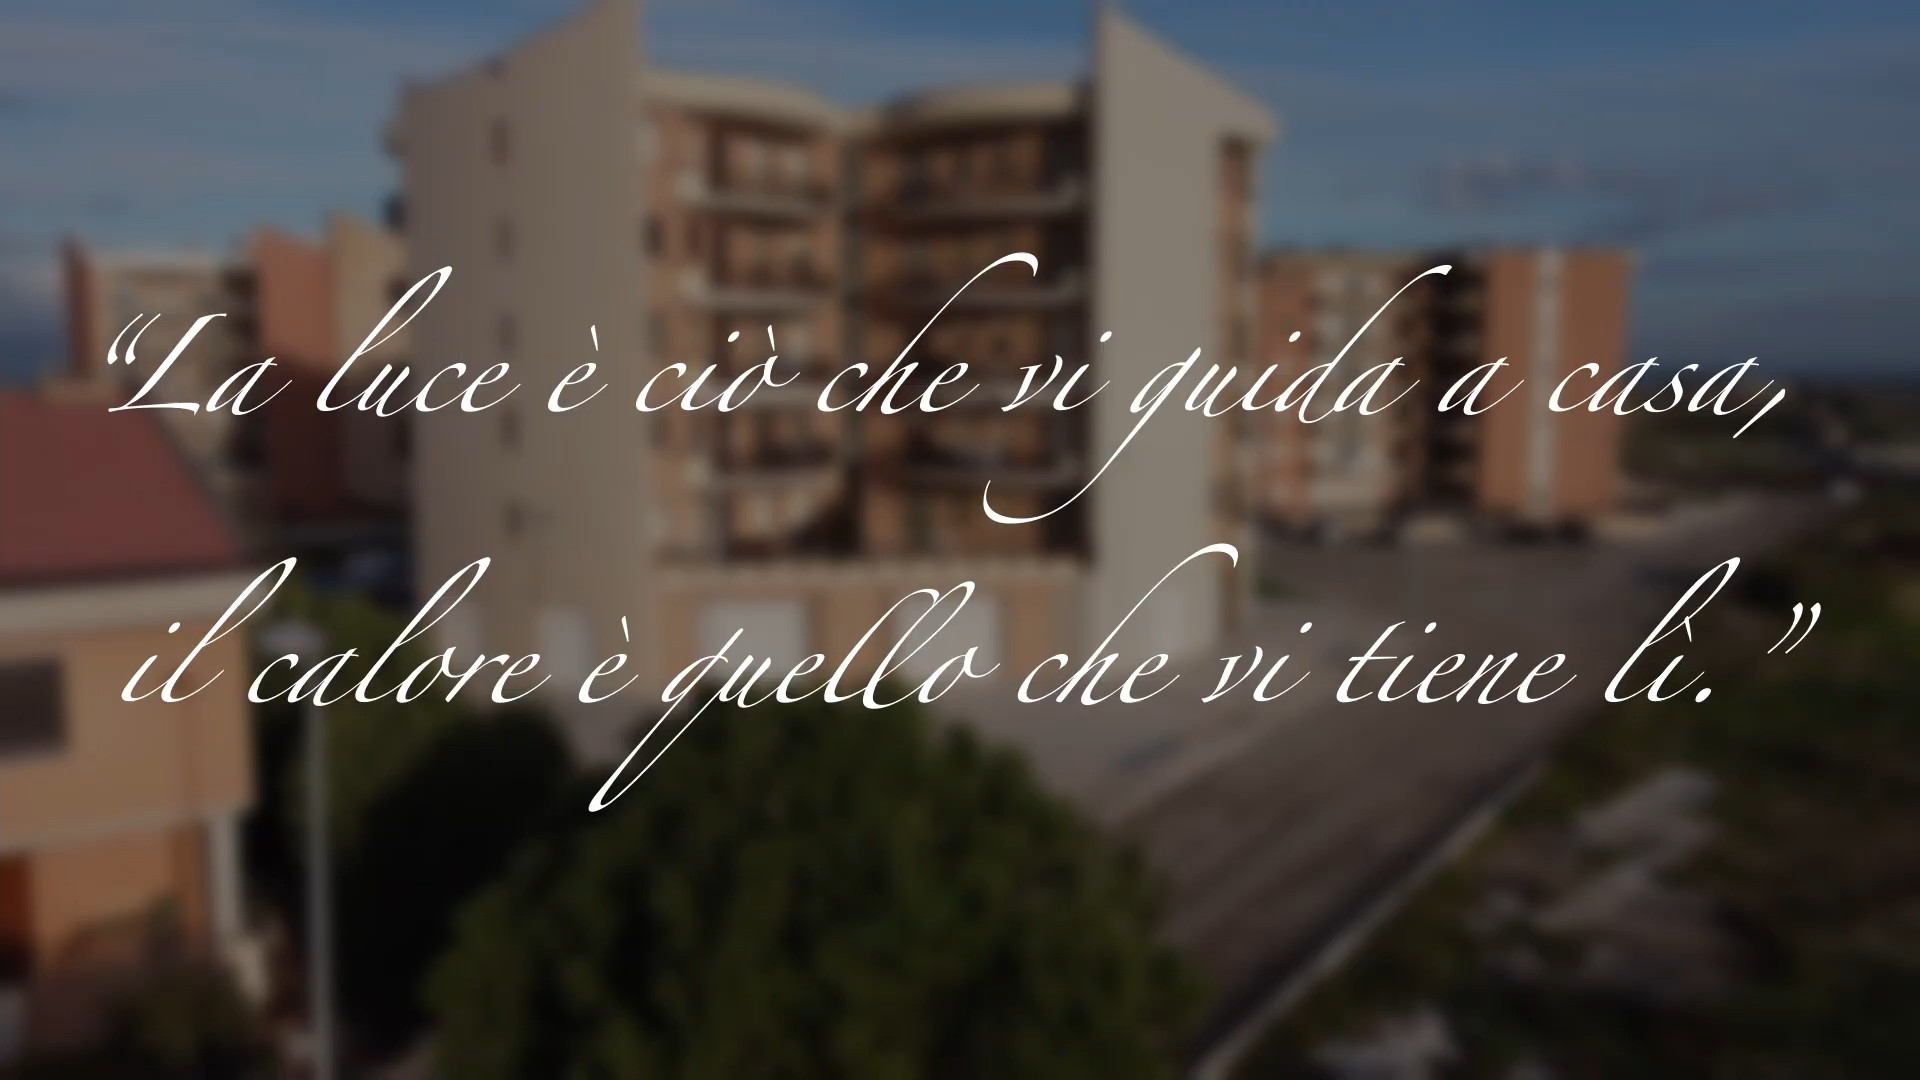 “La luce è ciò che vi guida a casa,
il calore è quello che vi tiene lì.”